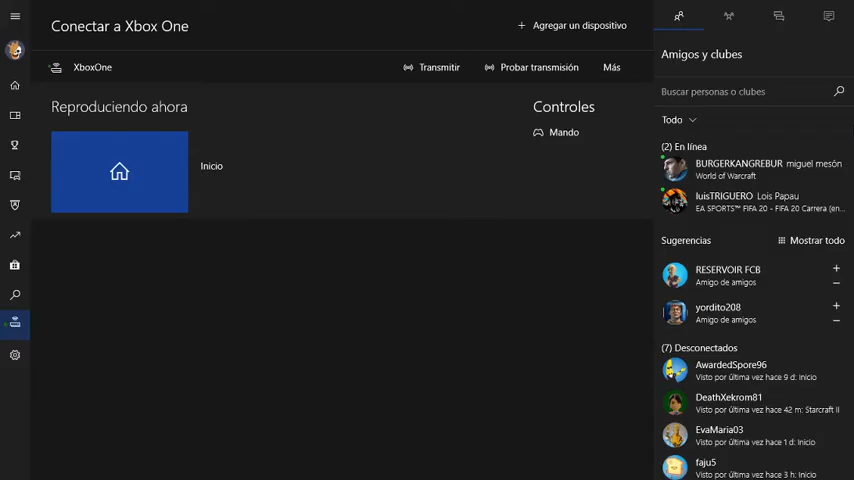 Conectar a Xbox One
+ Agregar un dispositivo
XboxOne
Transmitir
Probar transmisión
Más
Reproduciendo ahora
Inicio
Controles
Mando
Amigos y clubes
Buscar personas o clubes
Todo
(2) En línea
BURGERKANGREBUR miguel mesón
World of Warcraft
luisTRIGUERO Lois Papau
EA SPORTS™ FIFA 20 - FIFA 20 Carrera (en...
Sugerencias
Mostrar todo
RESERVOIR FCB
Amigo de amigos
yordito208
Amigo de amigos
(7) Desconectados
AwardedSpore96
Visto por última vez hace 9 d: Inicio
DeathXekrom81
Visto por última vez hace 42 m: Starcraft II
EvaMaria03
Visto por última vez hace 1 d: Inicio
faju5
Visto por última vez hace 3 h: Inicio